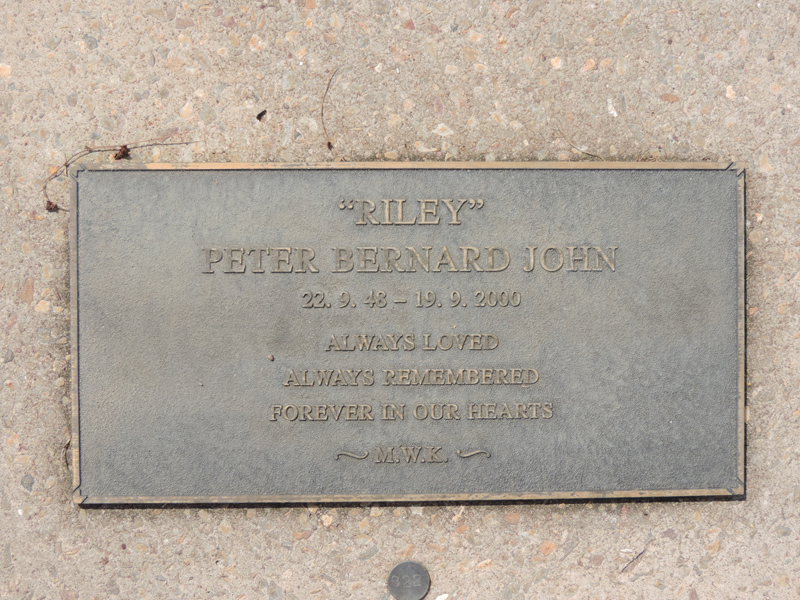 “RILEY”
PETER BERNARD JOHN
22. 9. 48 – 19. 9. 2000
ALWAYS LOVED
ALWAYS REMEMBERED
FOREVER IN OUR HEARTS
~ M.W.K. ~